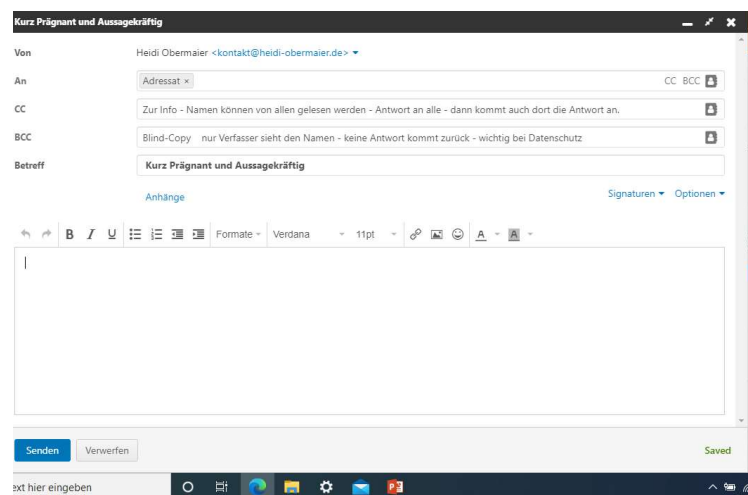 Kurz Prägnant und Aussagekräftig
Von Heidi Obermaier <kontakt@heidi-obermaier.de>
An Adressat × CC BCC
CC Zur Info - Namen können von allen gelesen werden - Antwort an alle - dann kommt auch dort die Antwort an.
BCC Blind-Copy nur Verfasser sieht den Namen - keine Antwort kommt zurück - wichtig bei Datenschutz
Betreff Kurz Prägnant und Aussagekräftig
Anhänge Signaturen Optionen
B I U Formate Verdana 11pt A A
Senden Verwerfen Saved
ext hier eingeben